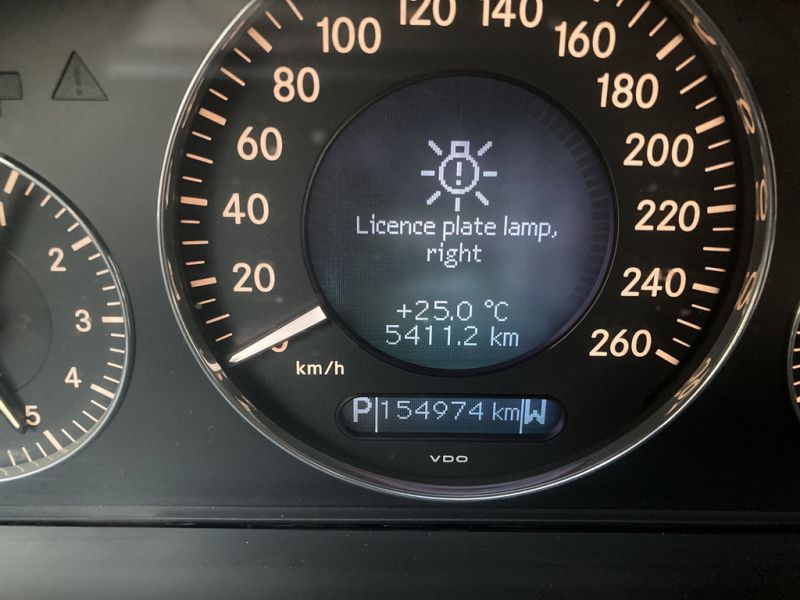 120 140
100 160
80 180
60 200
40 220
20 240
0 260
km/h
1
2
3
4
5
Licence plate lamp,
right
+25.0 °C
5411.2 km
P 154974 km W
VDO